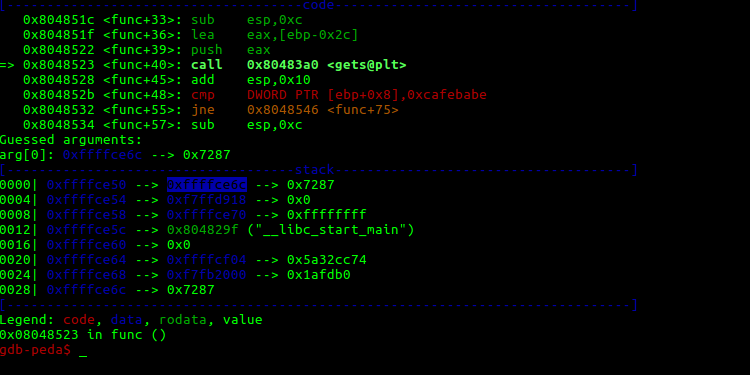 [-------------------------------------code-------------------------------------]
   0x804851c <func+33>: sub    esp,0xc
   0x804851f <func+36>: lea    eax,[ebp-0x2c]
   0x8048522 <func+39>: push   eax
=> 0x8048523 <func+40>: call   0x80483a0 <gets@plt>
   0x8048528 <func+45>: add    esp,0x10
   0x804852b <func+48>: cmp    DWORD PTR [ebp+0x8],0xcafebabe
   0x8048532 <func+55>: jne    0x8048546 <func+75>
   0x8048534 <func+57>: sub    esp,0xc
Guessed arguments:
arg[0]: 0xffffce6c --> 0x7287
[------------------------------------stack-------------------------------------]
0000| 0xffffce50 --> 0xffffce6c --> 0x7287
0004| 0xffffce54 --> 0xf7ffd918 --> 0x0
0008| 0xffffce58 --> 0xffffce78 --> 0xffffffff
0012| 0xffffce5c --> 0x804829f ("__libc_start_main")
0016| 0xffffce60 --> 0x0
0020| 0xffffce64 --> 0xffffcf04 --> 0x5a32cc74
0024| 0xffffce68 --> 0xf7fb2000 --> 0x1afdb0
0028| 0xffffce6c --> 0x7287
[------------------------------------------------------------------------------]
Legend: code, data, rodata, value
0x08048523 in func ()
gdb-peda$ _